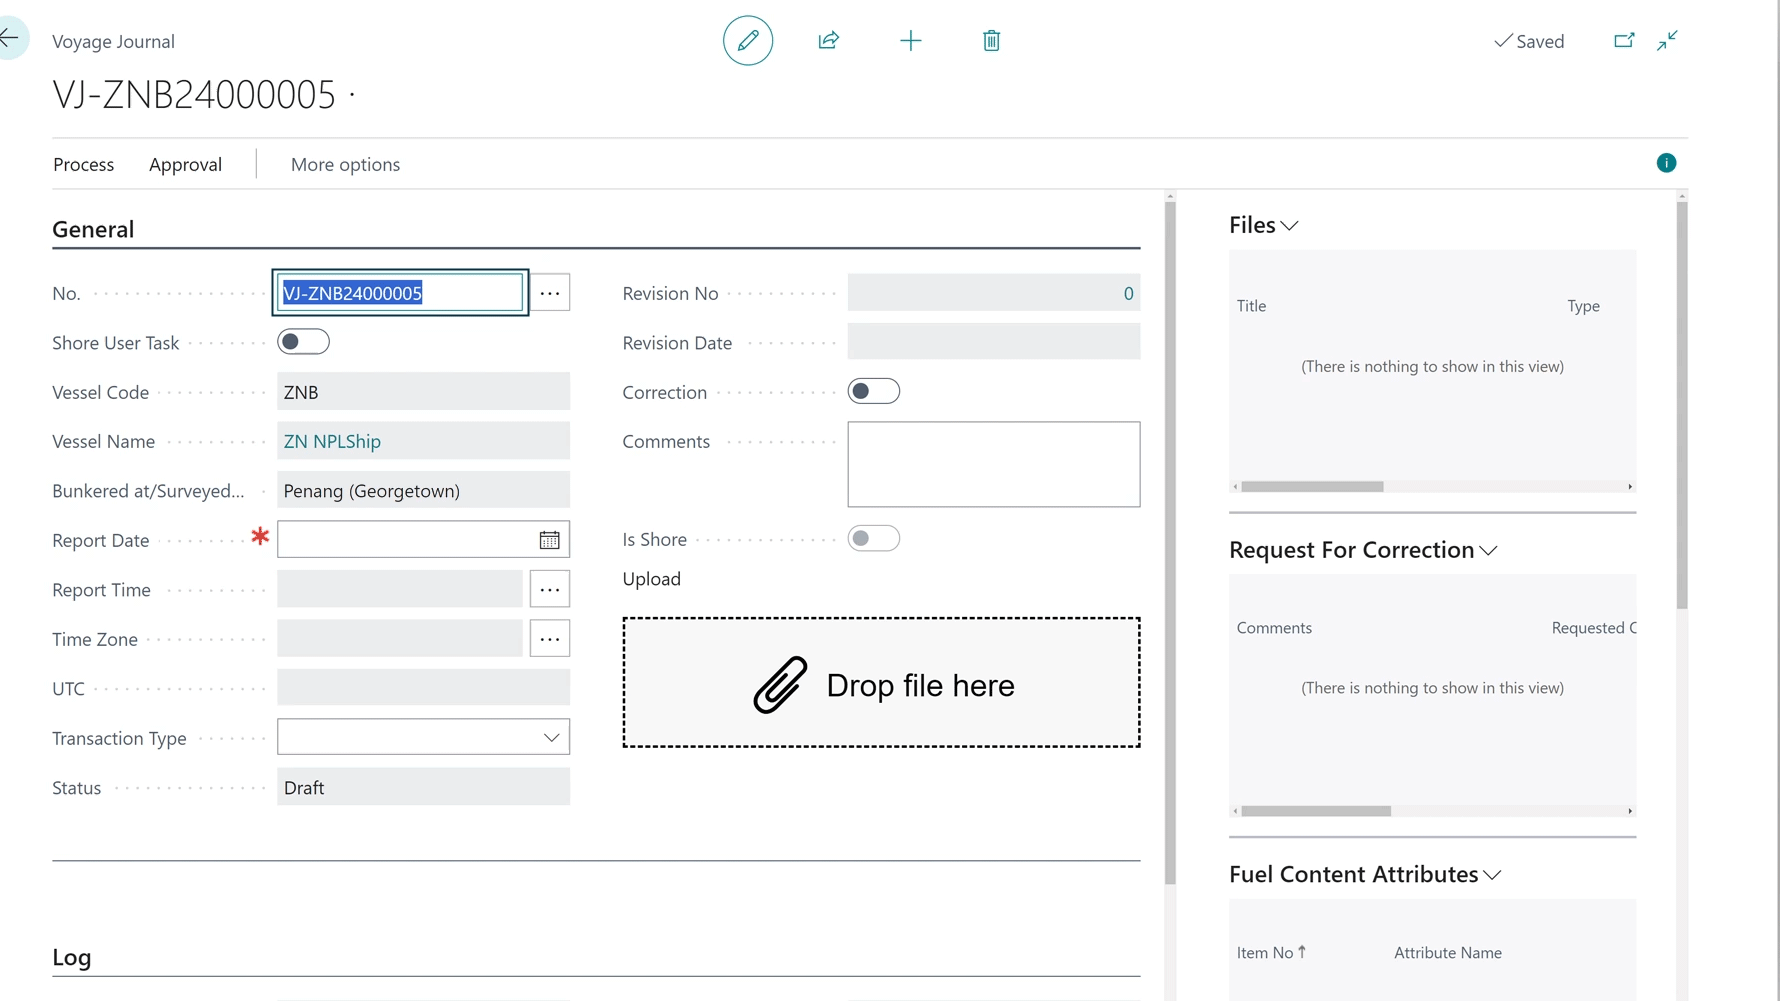 Voyage Journal
Saved
VJ-ZNB24000005 ·
Process
Approval
More options
General
No.
VJ-ZNB24000005
Shore User Task
Vessel Code
ZNB
Vessel Name
ZN NPLShip
Bunkered at/Surveyed...
Penang (Georgetown)
Report Date
Report Time
Time Zone
UTC
Transaction Type
Status
Draft
Revision No
0
Revision Date
Correction
Comments
Is Shore
Upload
Drop file here
Files
Title
Type
(There is nothing to show in this view)
Request For Correction
Comments
Requested C
(There is nothing to show in this view)
Fuel Content Attributes
Item No
Attribute Name
Log